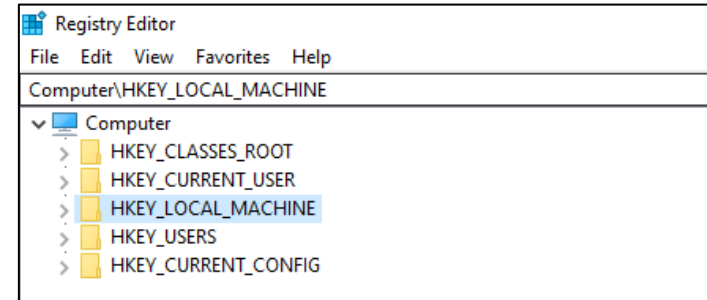 Registry Editor
File Edit View Favorites Help
Computer\HKEY_LOCAL_MACHINE
Computer
HKEY_CLASSES_ROOT
HKEY_CURRENT_USER
HKEY_LOCAL_MACHINE
HKEY_USERS
HKEY_CURRENT_CONFIG